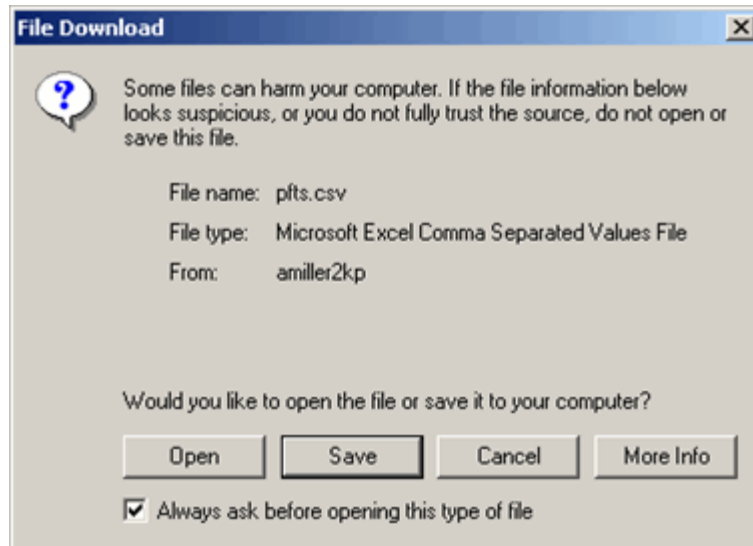 File Download
Some files can harm your computer. If the file information below
looks suspicious, or you do not fully trust the source, do not open or
save this file.
File name: pfts.csv
File type: Microsoft Excel Comma Separated Values File
From: amiller2kp
Would you like to open the file or save it to your computer?
Open Save Cancel More Info
Always ask before opening this type of file